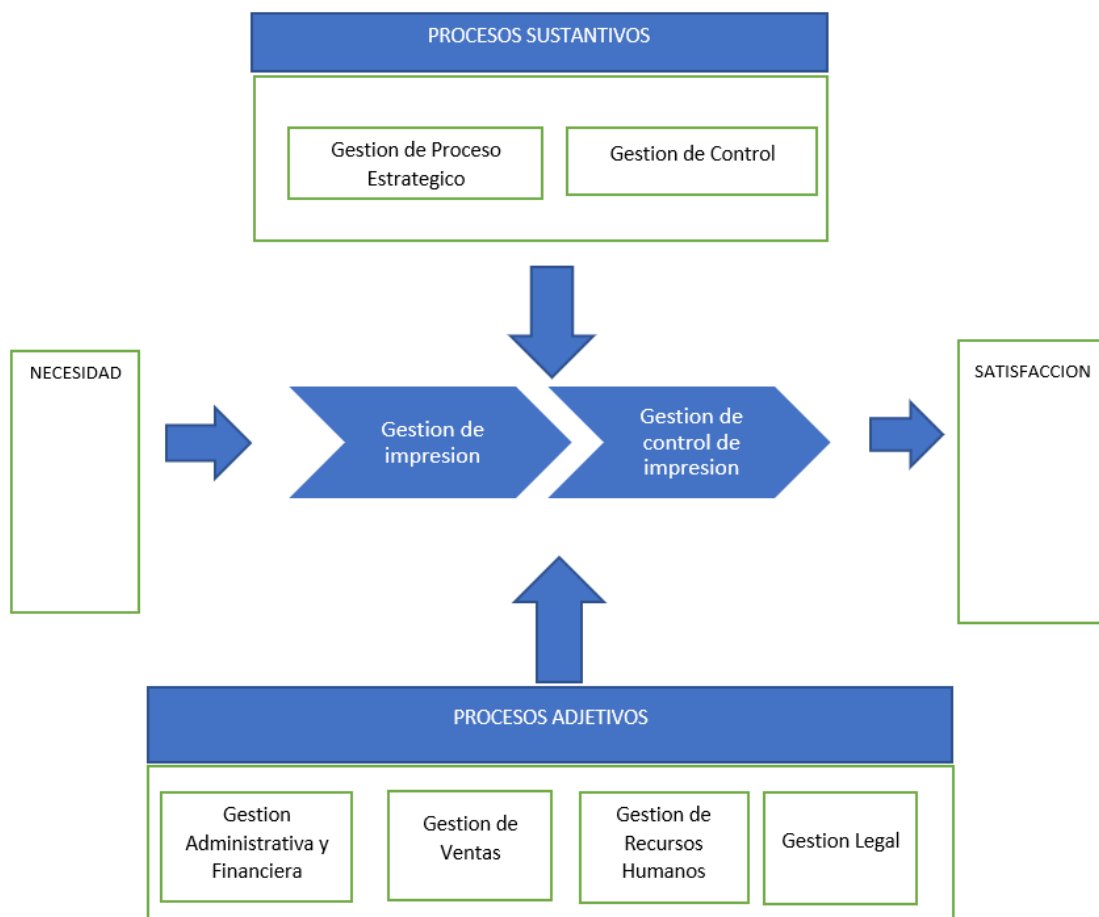 PROCESOS SUSTANTIVOS
Gestion de Proceso
Estrategico
Gestion de Control
NECESIDAD
Gestion de
impresion
Gestion de
control de
impresion
SATISFACCION
PROCESOS ADJETIVOS
Gestion
Administrativa y
Financiera
Gestion de
Ventas
Gestion de
Recursos
Humanos
Gestion Legal